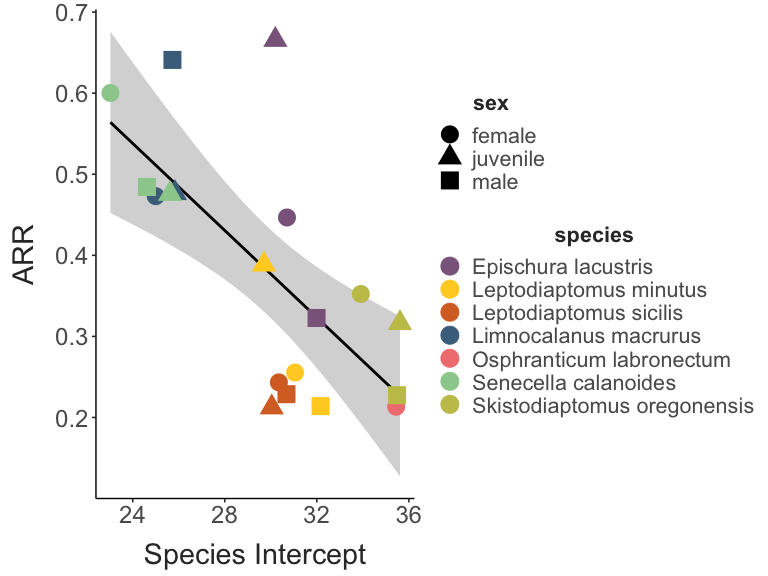 0.7
0.6
0.5
0.4
0.3
0.2
ARR
24 28 32 36
Species Intercept
sex
female
juvenile
male
species
Epischura lacustris
Leptodiaptomus minutus
Leptodiaptomus sicilis
Limnocalanus macrurus
Osphranticum labronectum
Senecella calanoides
Skistodiaptomus oregonensis